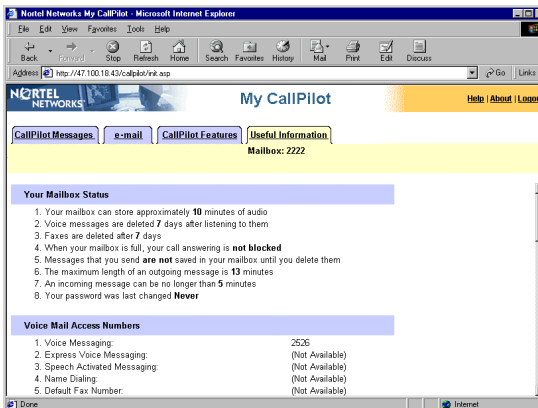 Nortel Networks My CallPilot - Microsoft Internet Explorer
File Edit View Favorites Tools Help
Back Forward Stop Refresh Home Search Favorites History Mail Print Edit Discuss
Address http://47.100.18.43/callpilot/init.asp Go Links
NORTEL NETWORKS My CallPilot Help | About | Logou
CallPilot Messages e-mail CallPilot Features Useful Information
Mailbox: 2222
Your Mailbox Status
1. Your mailbox can store approximately 10 minutes of audio
2. Voice messages are deleted 7 days after listening to them
3. Faxes are deleted after 7 days
4. When your mailbox is full, your call answering is not blocked
5. Messages that you send are not saved in your mailbox until you delete them
6. The maximum length of an outgoing message is 13 minutes
7. An incoming message can be no longer than 5 minutes
8. Your password was last changed Never
Voice Mail Access Numbers
1. Voice Messaging: 2526
2. Express Voice Messaging: (Not Available)
3. Speech Activated Messaging: (Not Available)
4. Name Dialing: (Not Available)
5. Default Fax Number: (Not Available)
Done Internet